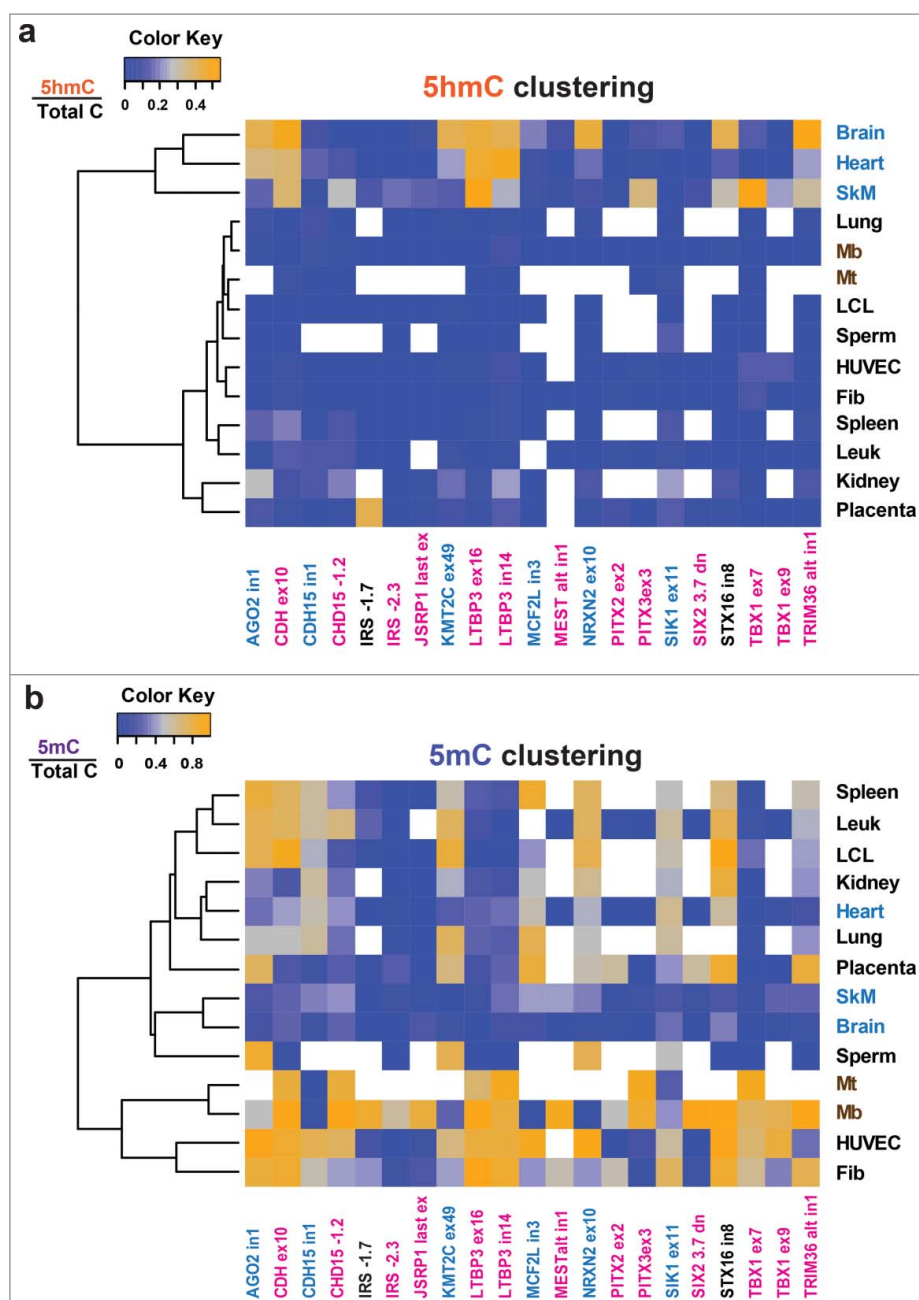 a
Color Key
5hmC
Total C
0 0.2 0.4
5hmC clustering
Brain
Heart
SkM
Lung
Mb
Mt
LCL
Sperm
HUVEC
Fib
Spleen
Leuk
Kidney
Placenta
AGO2 in1
CDH ex10
CDH15 in1
CHD15 -1.2
IRS -1.7
IRS -2.3
JSRP1 last ex
KMT2C ex49
LTBP3 ex16
LTBP3 in14
MCF2L in3
MEST alt in1
NRXN2 ex10
PITX2 ex2
PITX3ex3
SIK1 ex11
SIX2 3.7 dn
STX16 in8
TBX1 ex7
TBX1 ex9
TRIM36 alt in1
b
Color Key
5mC
Total C
0 0.4 0.8
5mC clustering
Spleen
Leuk
LCL
Kidney
Heart
Lung
Placenta
SkM
Brain
Sperm
Mt
Mb
HUVEC
Fib
AGO2 in1
CDH ex10
CDH15 in1
CHD15 -1.2
IRS -1.7
IRS -2.3
JSRP1 last ex
KMT2C ex49
LTBP3 ex16
LTBP3 in14
MCF2L in3
MESTalt in1
NRXN2 ex10
PITX2 ex2
PITX3ex3
SIK1 ex11
SIX2 3.7 dn
STX16 in8
TBX1 ex7
TBX1 ex9
TRIM36 alt in1